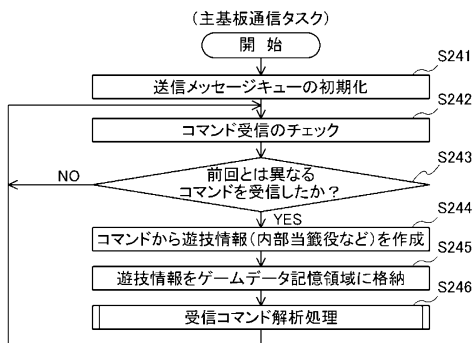 (主基板通信タスク)
開 始
S241
送信メッセージキューの初期化
S242
コマンド受信のチェック
S243
前回とは異なる
コマンドを受信したか?
NO
YES
S244
コマンドから遊技情報(内部当籤役など)を作成
S245
遊技情報をゲームデータ記憶領域に格納
S246
受信コマンド解析処理